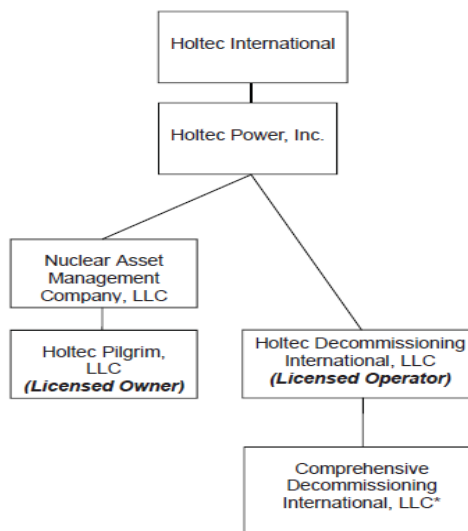 Holtec International
Holtec Power, Inc.
Nuclear Asset
Management
Company, LLC
Holtec Pilgrim,
LLC
(Licensed Owner)
Holtec Decommissioning
International, LLC
(Licensed Operator)
Comprehensive
Decommissioning
International, LLC*